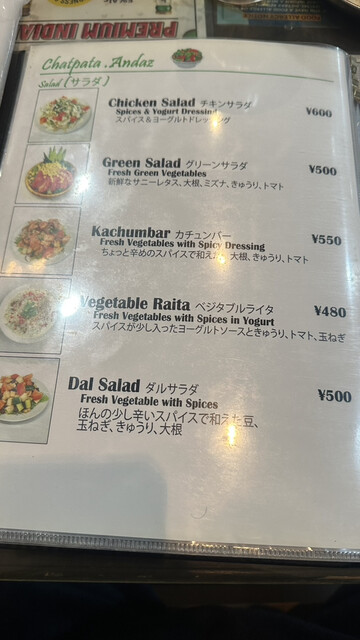 PREMIUM INDIA
Chatpata .Andaz
Salad (サラダ)
Chicken Salad チキンサラダ ¥600
Spices & Yogurt Dressing
スパイス&ヨーグルトドレッシング
Green Salad グリーンサラダ ¥500
Fresh Green Vegetables
新鮮なサニーレタス、大根、ミズナ、きゅうり、トマト
Kachumbar カチュンバー ¥550
Fresh Vegetables with Spicy Dressing
ちょっと辛めのスパイスで和えた、大根、きゅうり、トマト
Vegetable Raita ベジタブルライタ ¥480
Fresh Vegetables with Spices in Yogurt
スパイスが少し入ったヨーグルトソースときゅうり、トマト、玉ねぎ
Dal Salad ダルサラダ ¥500
Fresh Vegetable with Spices
ほんの少し辛いスパイスで和えた豆、
玉ねぎ、きゅうり、大根